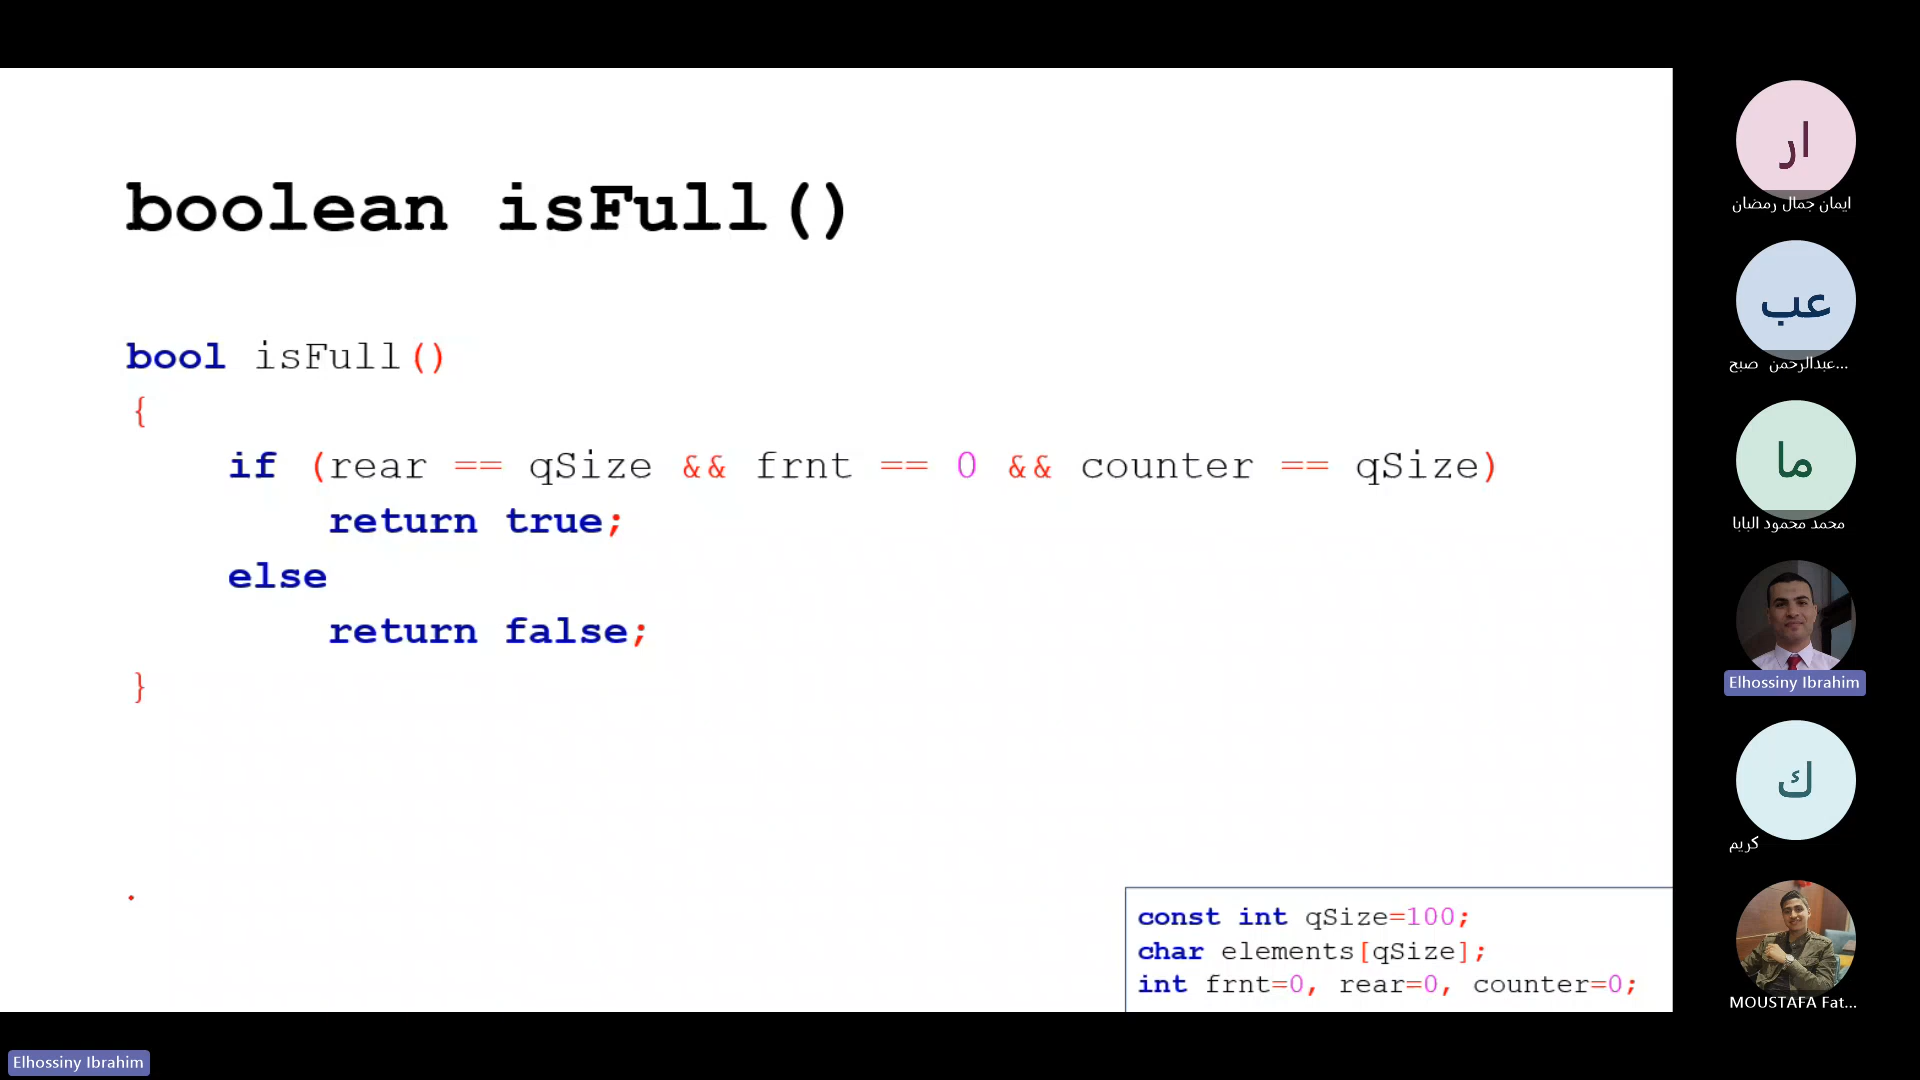 boolean isFull()
bool isFull()
{
if (rear == qSize && frnt == 0 && counter == qSize)
return true;
else
return false;
}
const int qSize=100;
char elements[qSize];
int frnt=0, rear=0, counter=0;
ار
ايمان جمال رمضان
عب
عبدالرحمن صبح...
ما
محمد محمود البابا
Elhossiny Ibrahim
ك
كريم
MOUSTAFA Fat...
Elhossiny Ibrahim